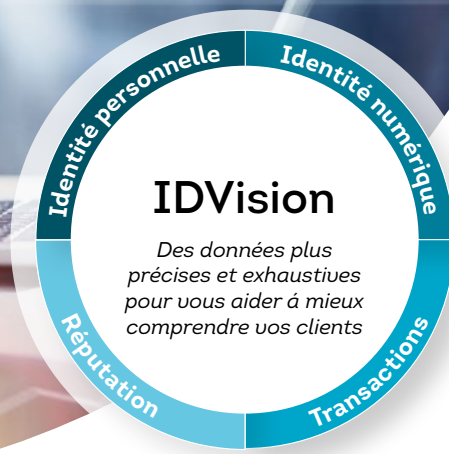 Identité personnelle
Identité numérique
IDVision
Des données plus
précises et exhaustives
pour vous aider á mieux
comprendre vos clients
Réputation
Transactions